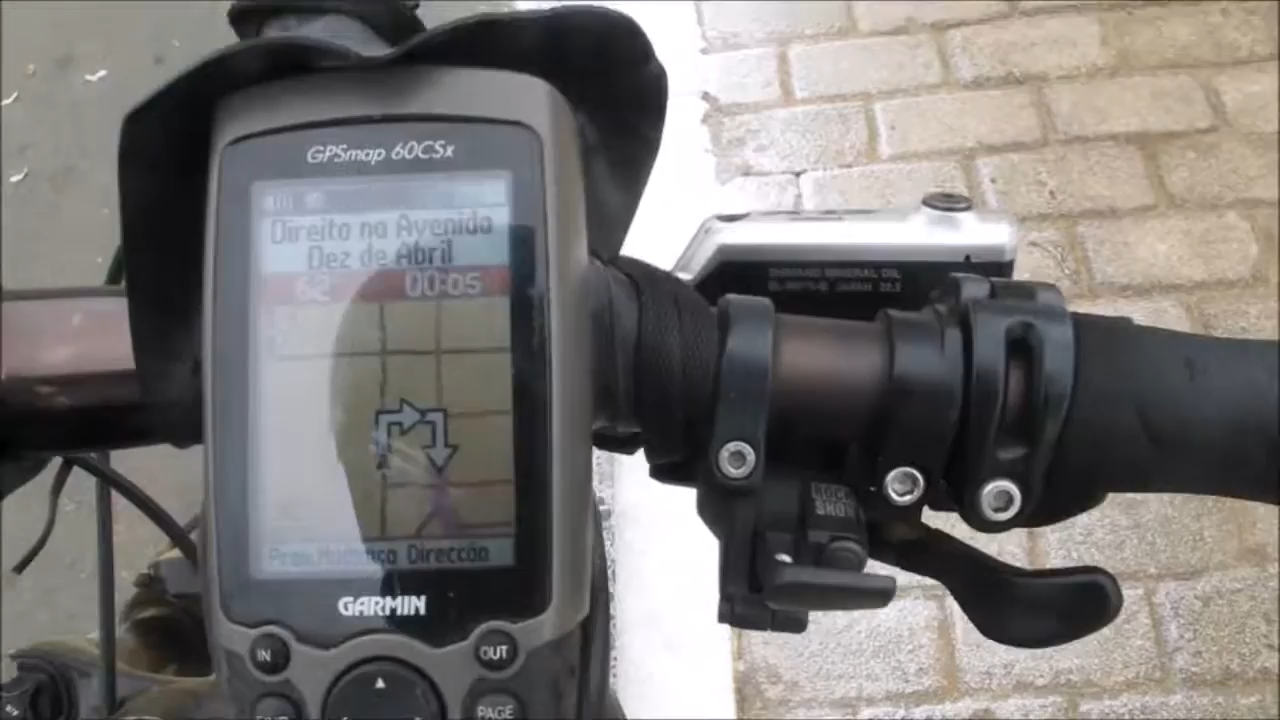 GPSmap 60CSx
Direito na Avenida
Dez de Abril
62 00:05
Prox.Mudança Direcção
GARMIN
IN
OUT
FIND
PAGE
SHIMANO MINERAL OIL
JAPAN
ROCK
SHOX